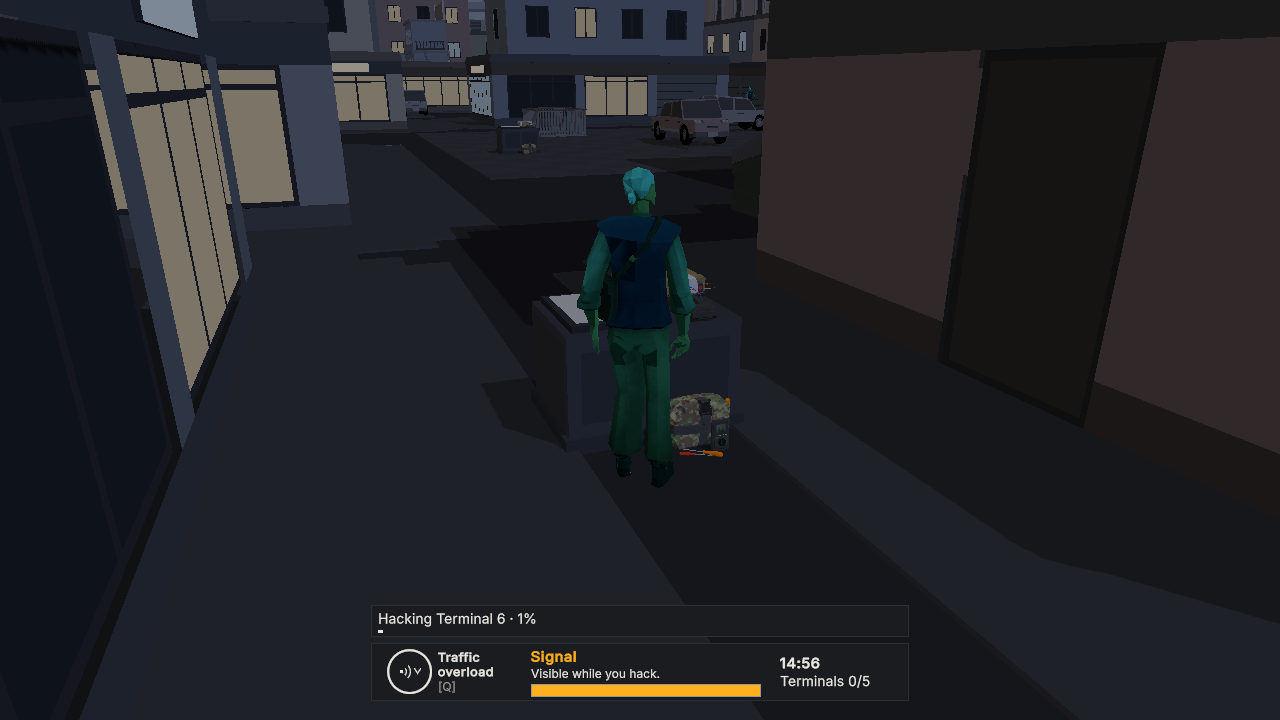 Hacking Terminal 6 · 1%
Traffic
overload
[Q]
Signal
Visible while you hack.
14:56
Terminals 0/5